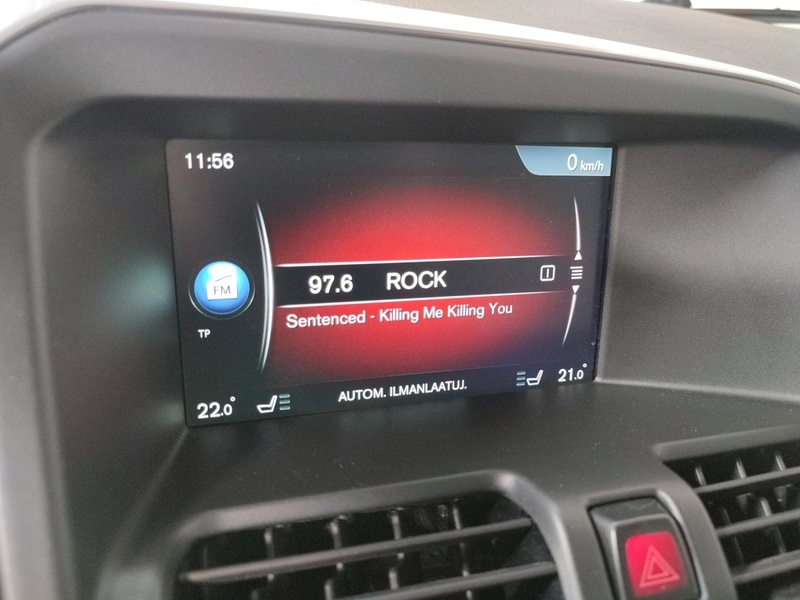 11:56
0 km/h
FM
97.6 ROCK
Sentenced - Killing Me Killing You
TP
22.0°
AUTOM. ILMANLAATUJ.
21.0°